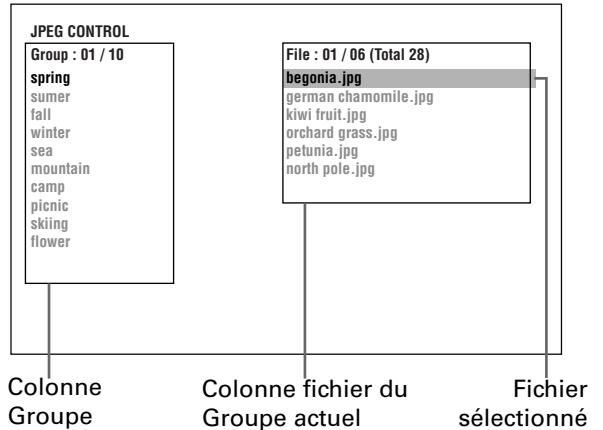 JPEG CONTROL
Group : 01 / 10
spring
sumer
fall
winter
sea
mountain
camp
picnic
skiing
flower
File : 01 / 06 (Total 28)
begonia.jpg
german chamomile.jpg
kiwi fruit.jpg
orchard grass.jpg
petunia.jpg
north pole.jpg
Colonne
Groupe
Colonne fichier du
Groupe actuel
Fichier
sélectionné